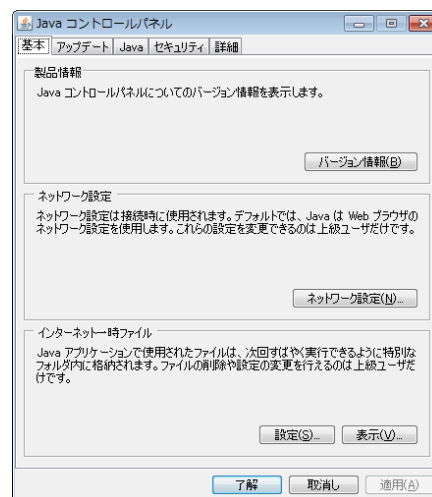 Java コントロールパネル
基本 アップデート Java セキュリティ 詳細
製品情報
Java コントロールパネルについてのバージョン情報を表示します。
バージョン情報(B)
ネットワーク設定
ネットワーク設定は接続時に使用されます。デフォルトでは、Java は Web ブラウザの
ネットワーク設定を使用します。これらの設定を変更できるのは上級ユーザだけです。
ネットワーク設定(N)...
インターネット一時ファイル
Java アプリケーションで使用されたファイルは、次回すばやく実行できるように特別な
フォルダ内に格納されます。ファイルの削除や設定の変更を行えるのは上級ユーザだ
けです。
設定(S)... 表示(V)...
了解 取消し 適用(A)